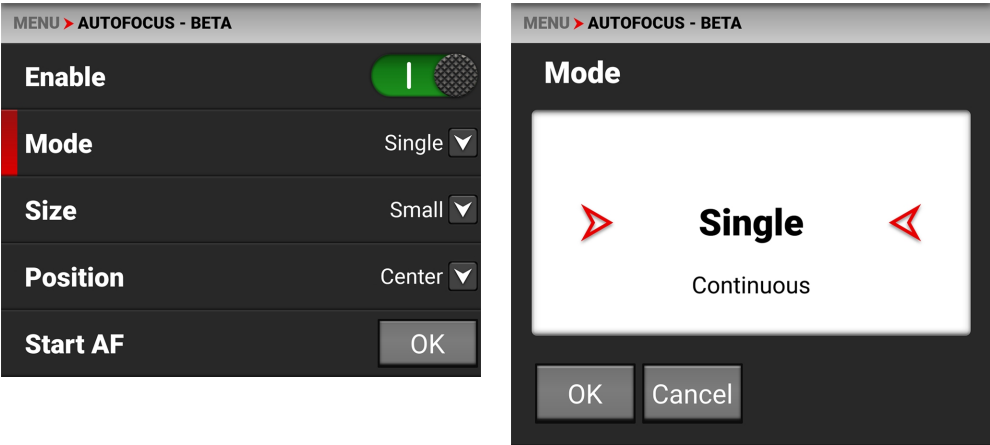 MENU AUTOFOCUS - BETA
Enable
Mode Single
Size Small
Position Center
Start AF OK
MENU AUTOFOCUS - BETA
Mode
Single
Continuous
OK Cancel